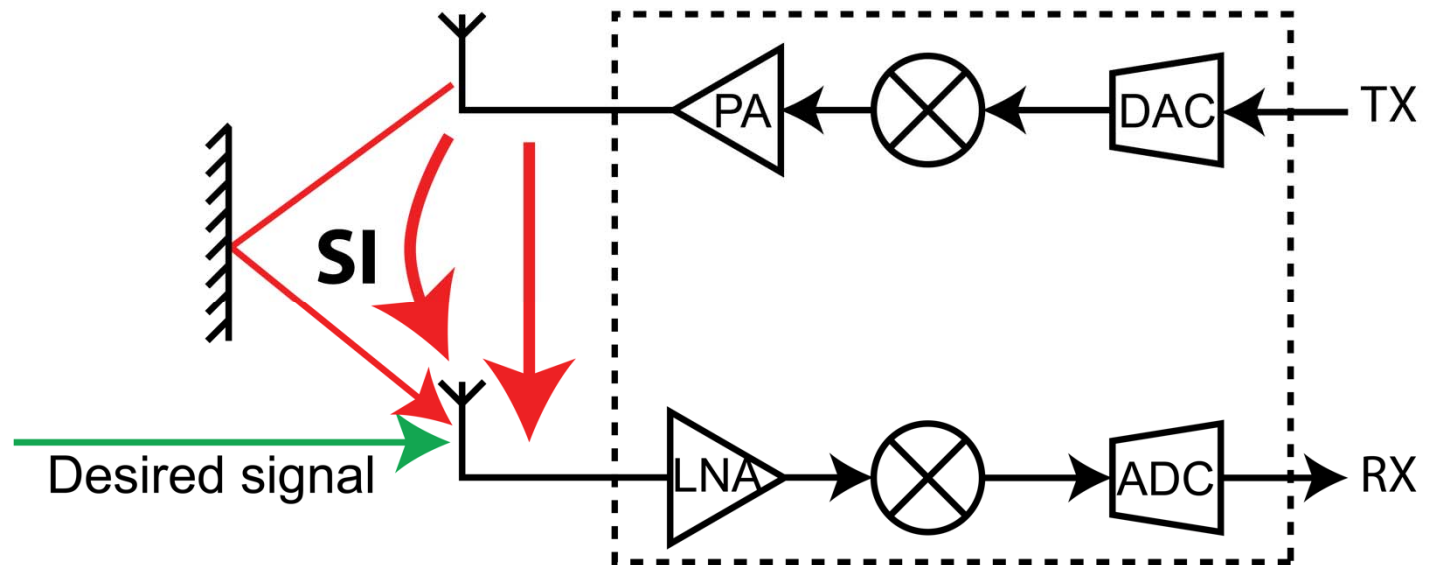 PA
DAC
TX
SI
Desired signal
LNA
ADC
RX